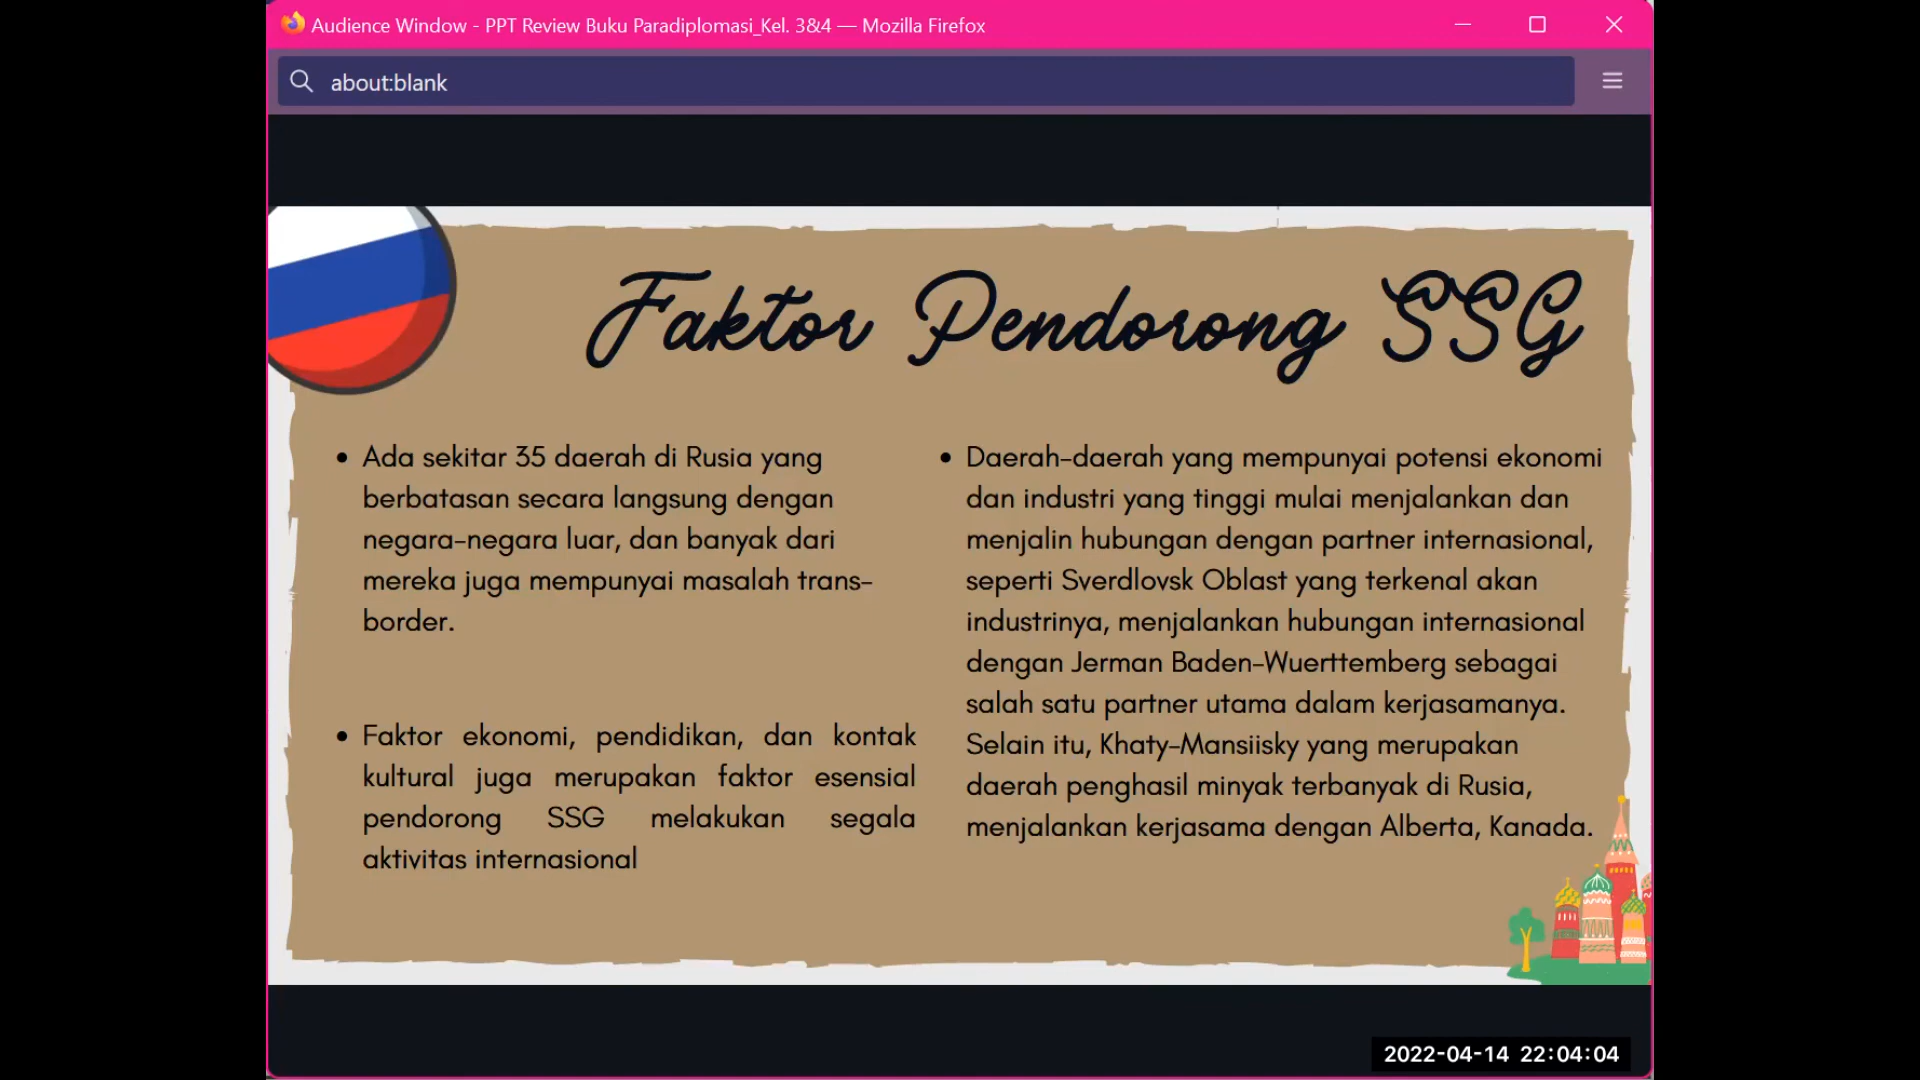 Audience Window - PPT Review Buku Paradiplomasi_Kel. 3&4 — Mozilla Firefox
about:blank
Faktor Pendorong SSG
• Ada sekitar 35 daerah di Rusia yang
berbatasan secara langsung dengan
negara-negara luar, dan banyak dari
mereka juga mempunyai masalah trans-
border.
• Faktor ekonomi, pendidikan, dan kontak
kultural juga merupakan faktor esensial
pendorong SSG melakukan segala
aktivitas internasional
• Daerah-daerah yang mempunyai potensi ekonomi
dan industri yang tinggi mulai menjalankan dan
menjalin hubungan dengan partner internasional,
seperti Sverdlovsk Oblast yang terkenal akan
industrinya, menjalankan hubungan internasional
dengan Jerman Baden-Wuerttemberg sebagai
salah satu partner utama dalam kerjasamanya.
Selain itu, Khaty-Mansiisky yang merupakan
daerah penghasil minyak terbanyak di Rusia,
menjalankan kerjasama dengan Alberta, Kanada.
2022-04-14 22:04:04